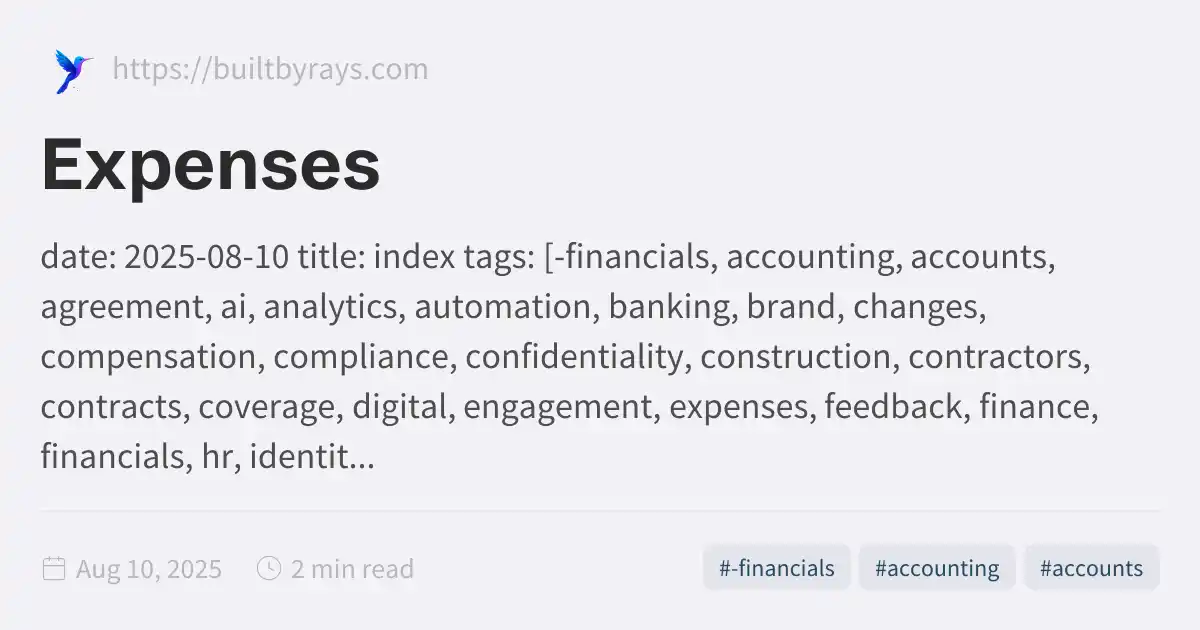 https://builtbyrays.com
Expenses
date: 2025-08-10 title: index tags: [-financials, accounting, accounts,
agreement, ai, analytics, automation, banking, brand, changes,
compensation, compliance, confidentiality, construction, contractors,
contracts, coverage, digital, engagement, expenses, feedback, finance,
financials, hr, identit...
Aug 10, 2025 2 min read #-financials #accounting #accounts